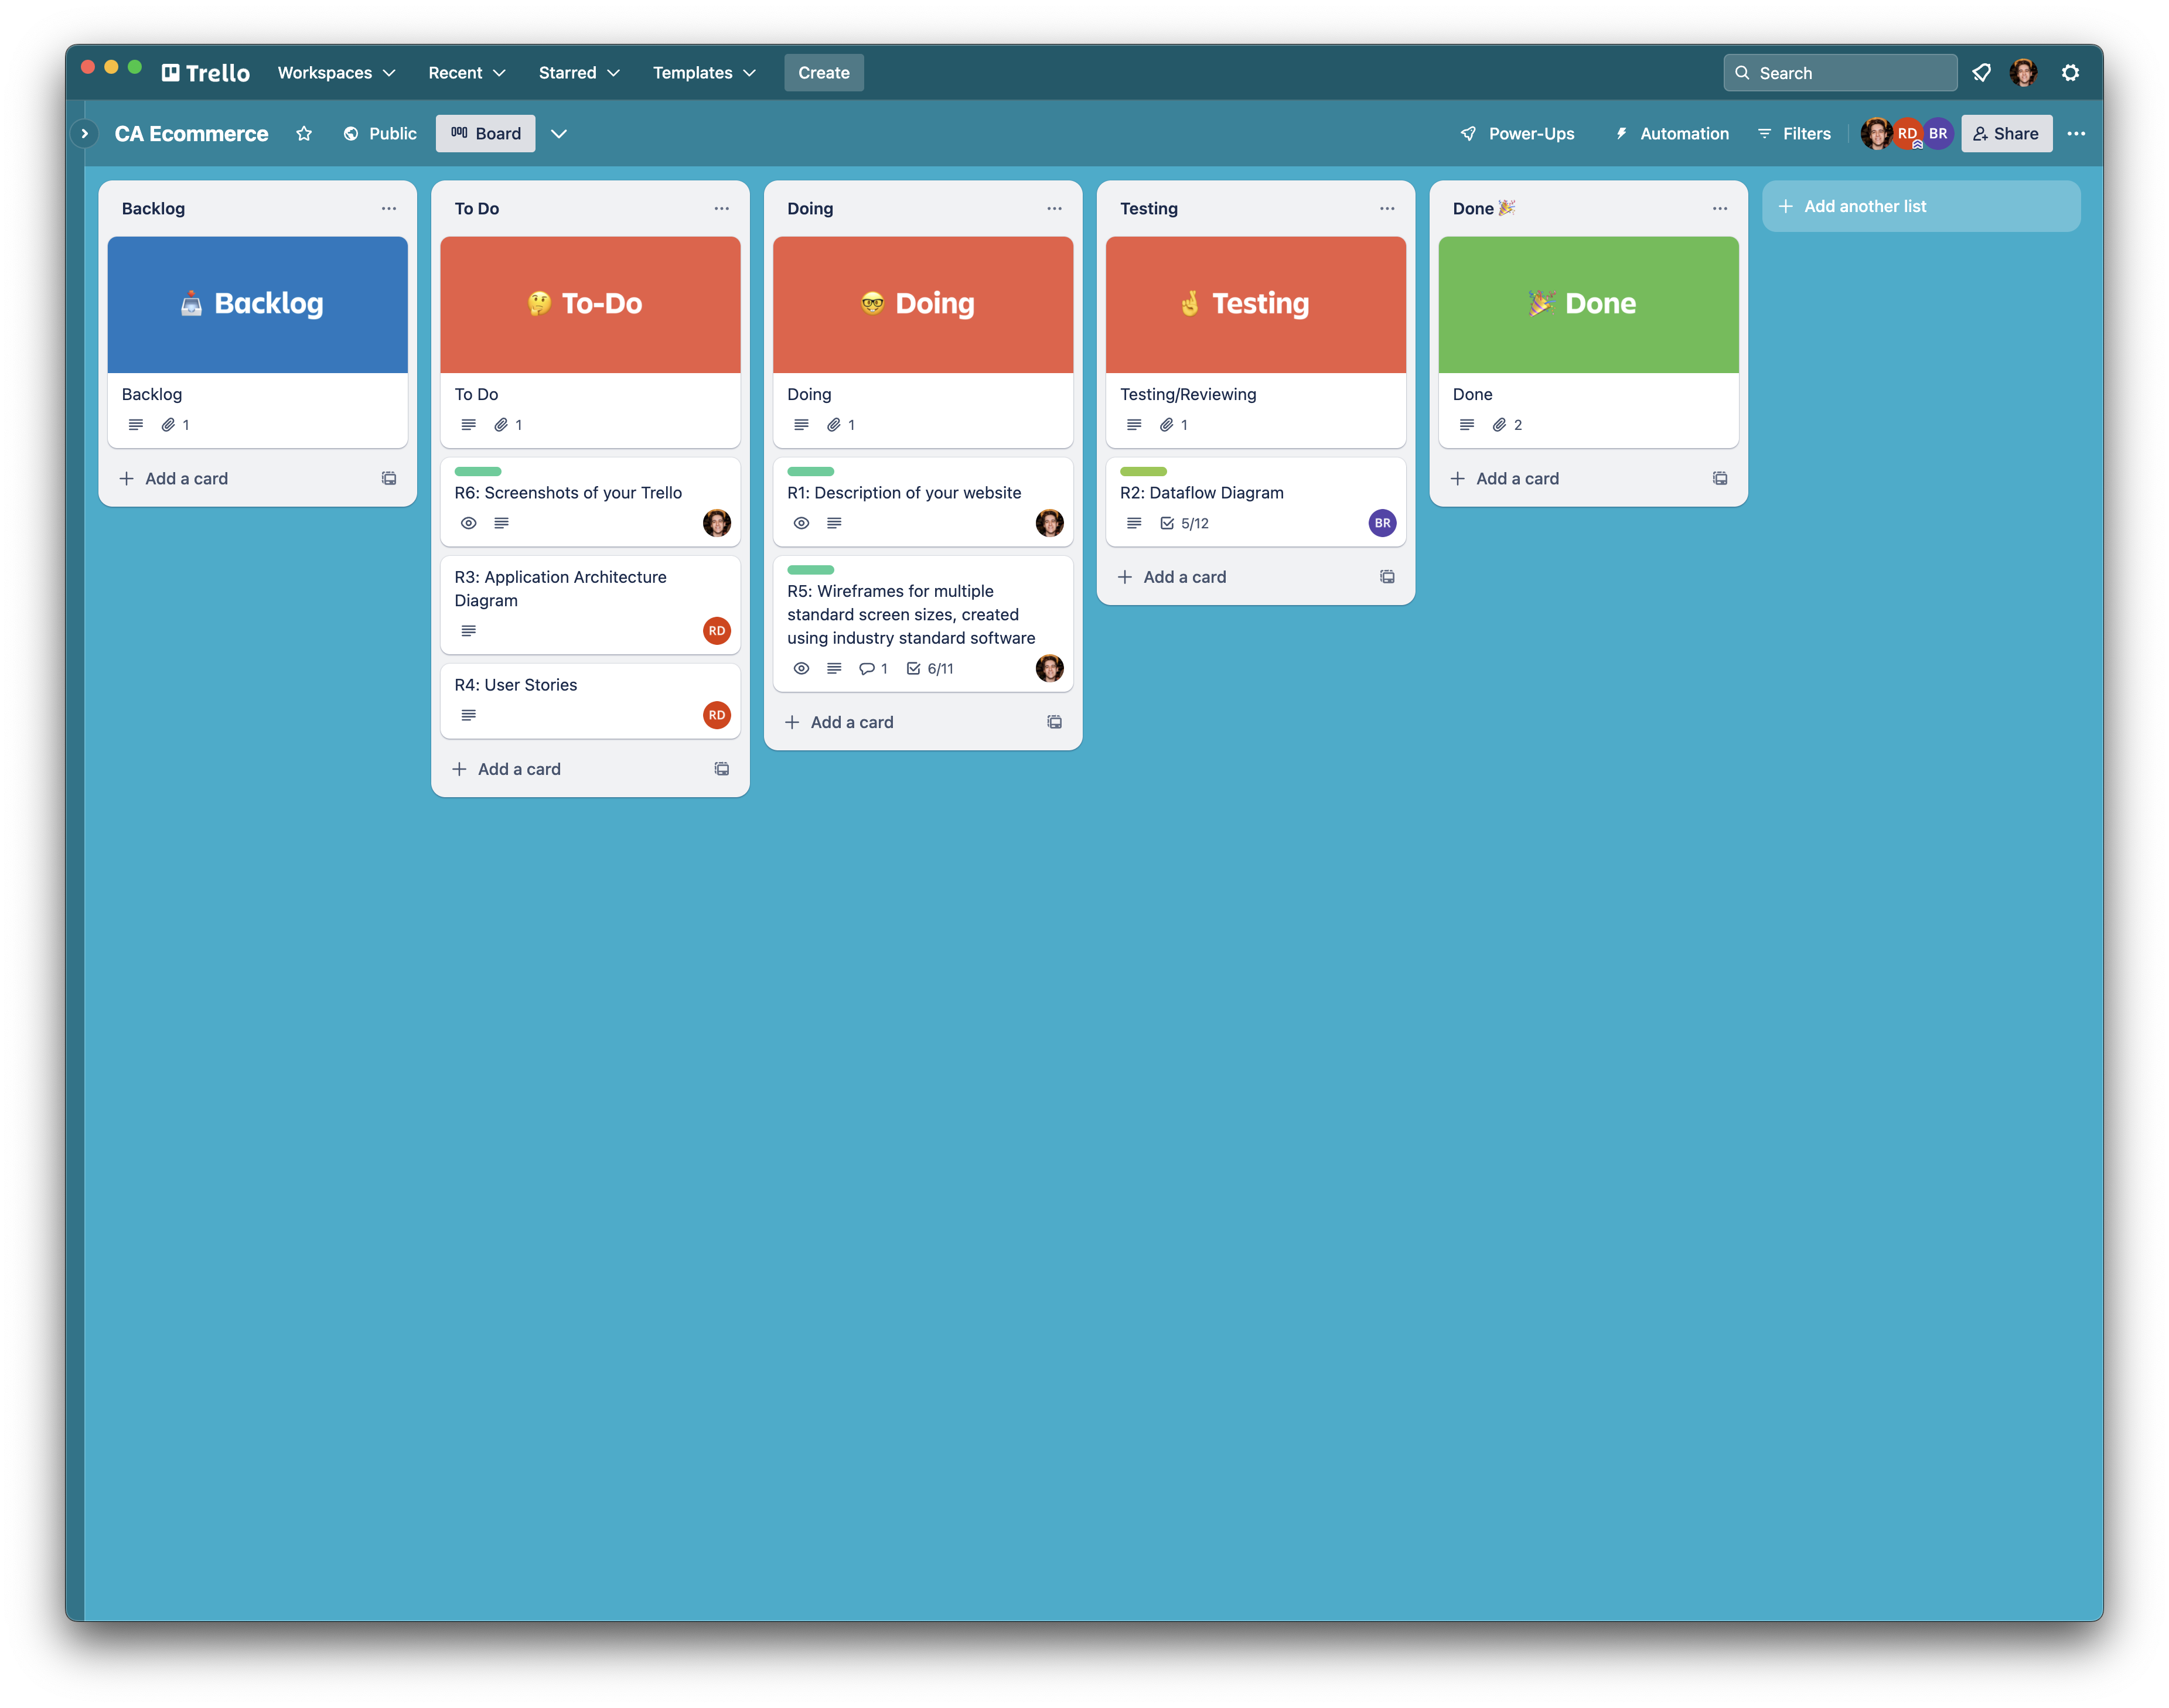 Trello Workspaces Recent Starred Templates Create Search
CA Ecommerce Public Board Power-Ups Automation Filters RD BR Share
Backlog
Backlog
Backlog
1
Add a card
To Do
To-Do
To Do
1
R6: Screenshots of your Trello
R3: Application Architecture
Diagram
RD
R4: User Stories
RD
Add a card
Doing
Doing
Doing
1
R1: Description of your website
R5: Wireframes for multiple
standard screen sizes, created
using industry standard software
1 6/11
Add a card
Testing
Testing
Testing/Reviewing
1
R2: Dataflow Diagram
5/12 BR
Add a card
Done
Done
Done
2
Add a card
Add another list